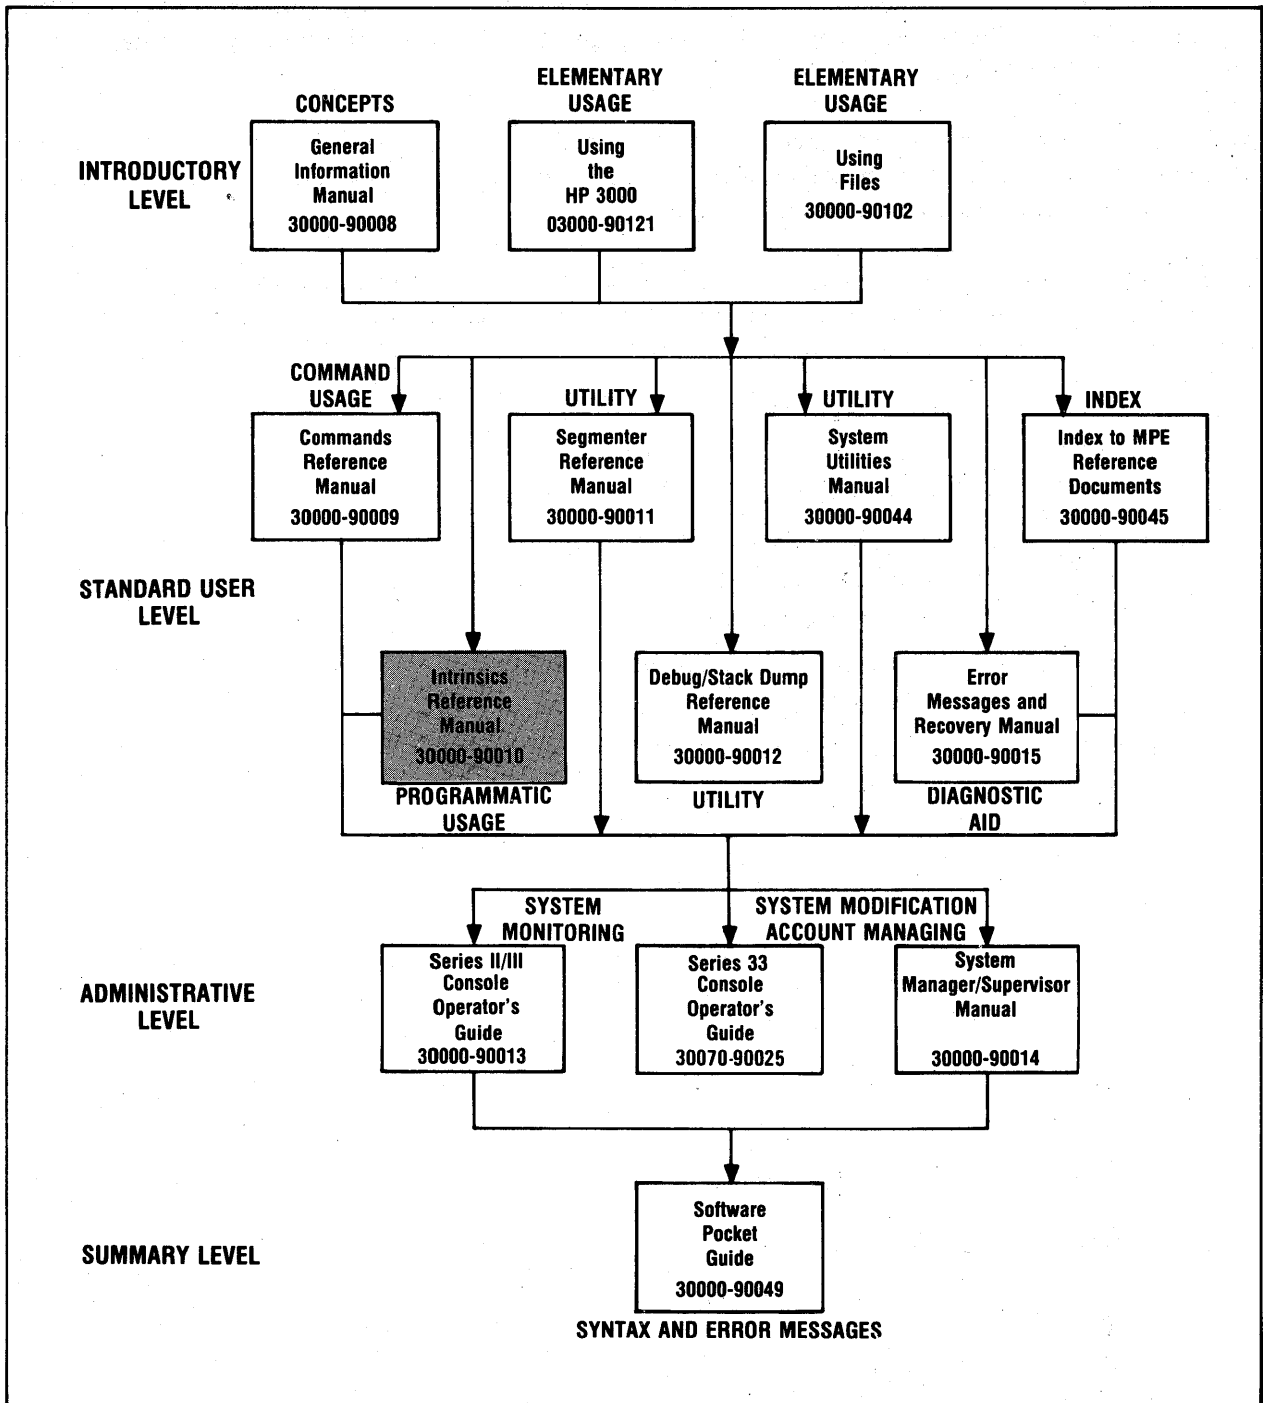 CONCEPTS
ELEMENTARY
USAGE
ELEMENTARY
USAGE
INTRODUCTORY
LEVEL
General
Information
Manual
30000-90008
Using
the
HP 3000
03000-90121
Using
Files
30000-90102
COMMAND
USAGE
UTILITY
UTILITY
INDEX
Commands
Reference
Manual
30000-90009
Segmenter
Reference
Manual
30000-90011
System
Utilities
Manual
30000-90044
Index to MPE
Reference
Documents
30000-90045
STANDARD USER
LEVEL
Intrinsics
Reference
Manual
30000-90010
PROGRAMMATIC
USAGE
Debug/Stack Dump
Reference
Manual
30000-90012
UTILITY
Error
Messages and
Recovery Manual
30000-90015
DIAGNOSTIC
AID
SYSTEM
MONITORING
SYSTEM MODIFICATION
ACCOUNT MANAGING
ADMINISTRATIVE
LEVEL
Series II/III
Console
Operator's
Guide
30000-90013
Series 33
Console
Operator's
Guide
30070-90025
System
Manager/Supervisor
Manual
30000-90014
SUMMARY LEVEL
Software
Pocket
Guide
30000-90049
SYNTAX AND ERROR MESSAGES